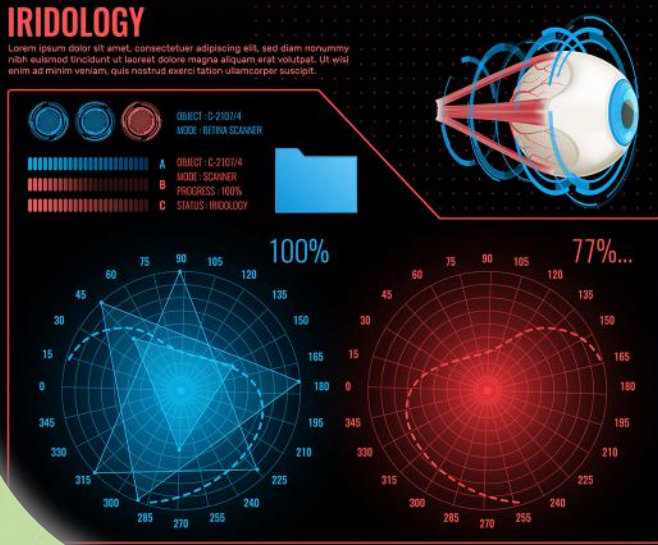 IRIDOLOGY
Lorem ipsum dolor sit amet, consectetuer adipiscing elit, sed diam nonummy
nibh euismod tincidunt ut laoreet dolore magna aliquam erat volutpat. Ut wisi
enim ad minim veniam, quis nostrud exerci tation ullamcorper suscipit.
OBJECT : C-2107/4
MODE : RETINA SCANNER
A OBJECT : C-2107/4
MODE : SCANNER
B PROGRESS : 100%
C STATUS : IRIDOLOGY
100%
77%...
90
75 105
60 120
45 135
30 150
15 165
0 180
345 195
330 210
315 225
300 240
285 255
270
90
75 105
60 120
45 135
30 150
15 165
0 180
345 195
330 210
315 225
300 240
285 255
270